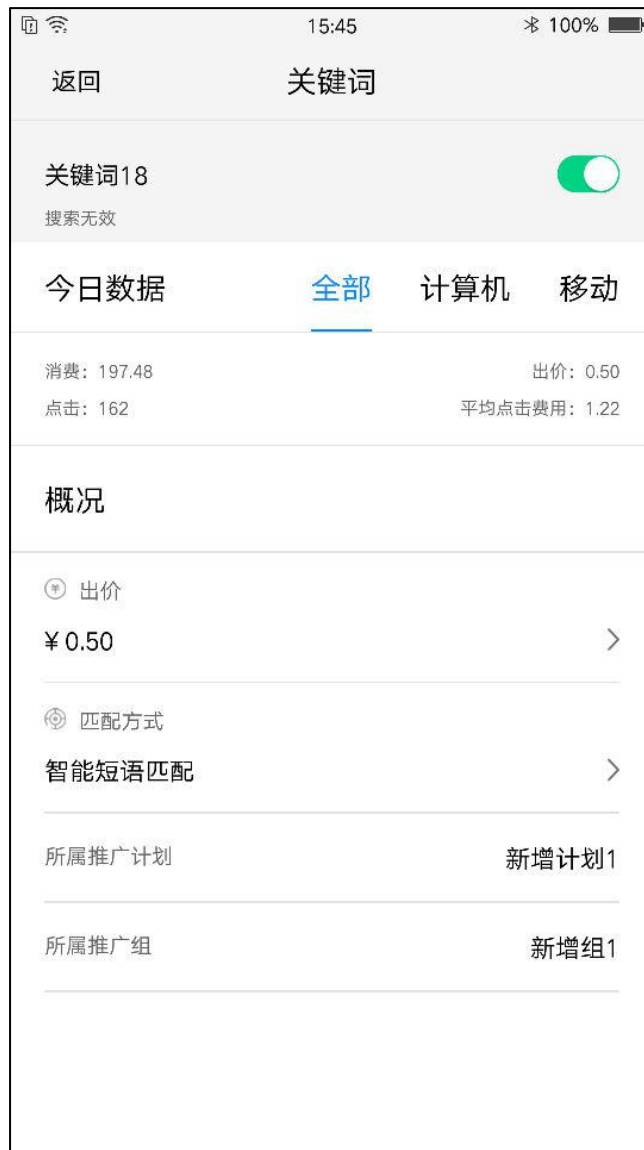 15:45
100%
返回
关键词
关键词18
搜索无效
今日数据 全部 计算机 移动
消费：197.48 出价：0.50
点击：162 平均点击费用：1.22
概况
¥ 出价
¥ 0.50
匹配方式
智能短语匹配
所属推广计划 新增计划1
所属推广组 新增组1